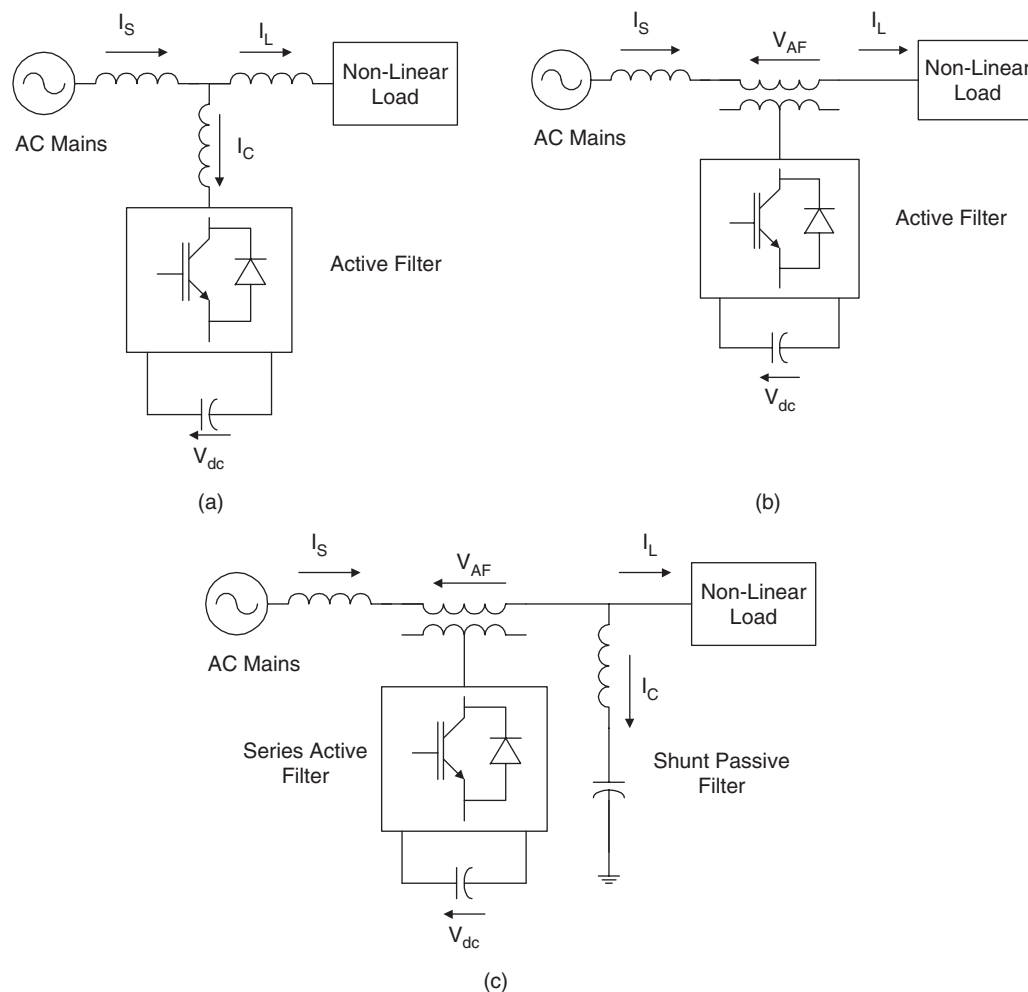 I_S
I_L
Non-Linear
Load
AC Mains
I_C
Active Filter
V_dc
(a)
I_S
V_AF
I_L
Non-Linear
Load
AC Mains
Active Filter
V_dc
(b)
I_S
V_AF
I_L
Non-Linear
Load
AC Mains
I_C
Series Active
Filter
Shunt Passive
Filter
V_dc
(c)